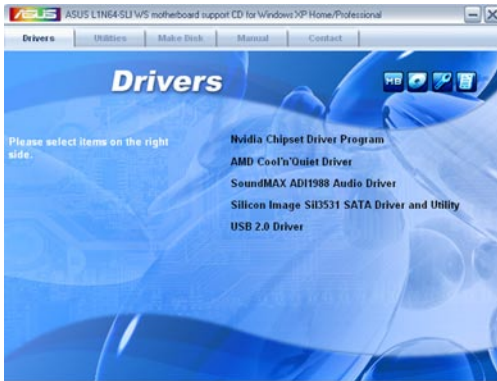 ASUS ASUS L1N64-SLI WS motherboard support CD for Windows XP Home/Professional
Drivers Utilities Make Disk Manual Contact
Drivers
MB
Please select items on the right
side.
Nvidia Chipset Driver Program
AMD Cool'n'Quiet Driver
SoundMAX ADI1988 Audio Driver
Silicon Image Sil3531 SATA Driver and Utility
USB 2.0 Driver